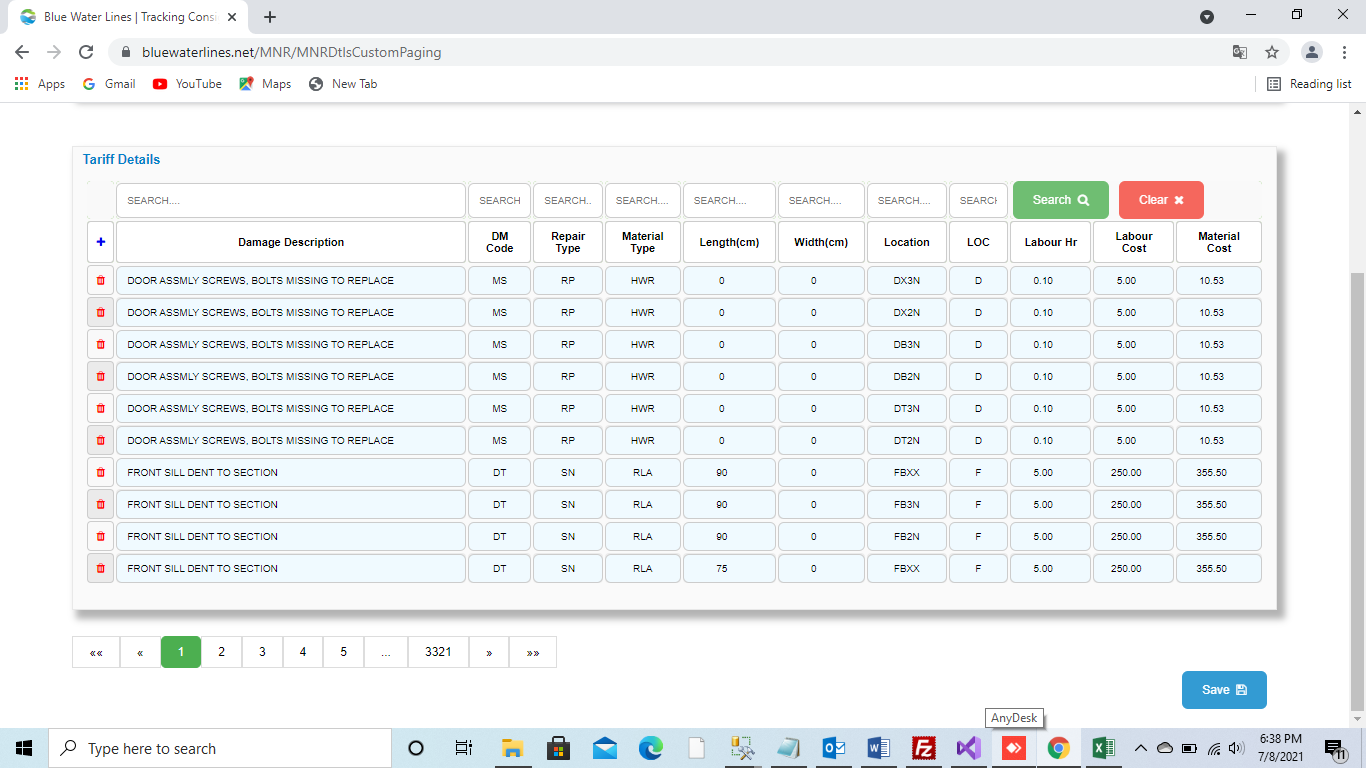 Blue Water Lines | Tracking Consi
bluewaterlines.net/MNR/MNRDtlsCustomPaging
Apps Gmail YouTube Maps New Tab Reading list
Tariff Details
SEARCH.... SEARCH SEARCH.. SEARCH.... SEARCH.... SEARCH.... SEARCH.... SEARCH Search Clear
+ Damage Description DM Code Repair Type Material Type Length(cm) Width(cm) Location LOC Labour Hr Labour Cost Material Cost
DOOR ASSMLY SCREWS, BOLTS MISSING TO REPLACE MS RP HWR 0 0 DX3N D 0.10 5.00 10.53
DOOR ASSMLY SCREWS, BOLTS MISSING TO REPLACE MS RP HWR 0 0 DX2N D 0.10 5.00 10.53
DOOR ASSMLY SCREWS, BOLTS MISSING TO REPLACE MS RP HWR 0 0 DB3N D 0.10 5.00 10.53
DOOR ASSMLY SCREWS, BOLTS MISSING TO REPLACE MS RP HWR 0 0 DB2N D 0.10 5.00 10.53
DOOR ASSMLY SCREWS, BOLTS MISSING TO REPLACE MS RP HWR 0 0 DT3N D 0.10 5.00 10.53
DOOR ASSMLY SCREWS, BOLTS MISSING TO REPLACE MS RP HWR 0 0 DT2N D 0.10 5.00 10.53
FRONT SILL DENT TO SECTION DT SN RLA 90 0 FBXX F 5.00 250.00 355.50
FRONT SILL DENT TO SECTION DT SN RLA 90 0 FB3N F 5.00 250.00 355.50
FRONT SILL DENT TO SECTION DT SN RLA 90 0 FB2N F 5.00 250.00 355.50
FRONT SILL DENT TO SECTION DT SN RLA 75 0 FBXX F 5.00 250.00 355.50
«« « 1 2 3 4 5 ... 3321 » »»
Save
AnyDesk
Type here to search
6:38 PM
7/8/2021
11